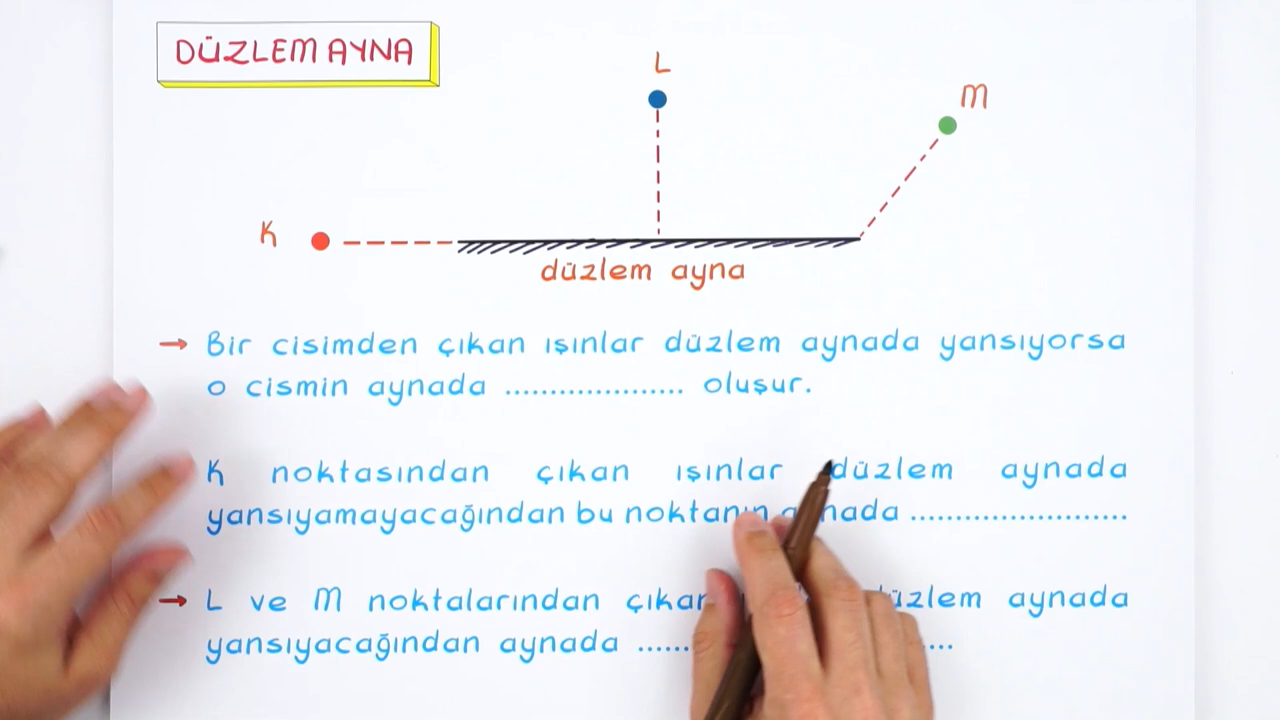 DÜZLEM AYNA
L
M
K
düzlem ayna
→ Bir cisimden çıkan ışınlar düzlem aynada yansıyorsa
o cismin aynada .................... oluşur.
K noktasından çıkan ışınlar düzlem aynada
yansıyamayacağından bu noktanın aynada ........................
→ L ve M noktalarından çıkan düzlem aynada
yansıyacağından aynada ......